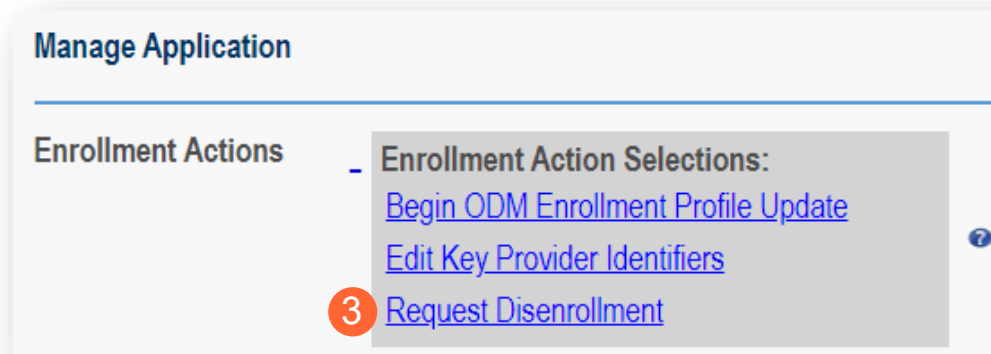 Manage Application
Enrollment Actions
- Enrollment Action Selections:
Begin ODM Enrollment Profile Update
?
Edit Key Provider Identifiers
3 Request Disenrollment